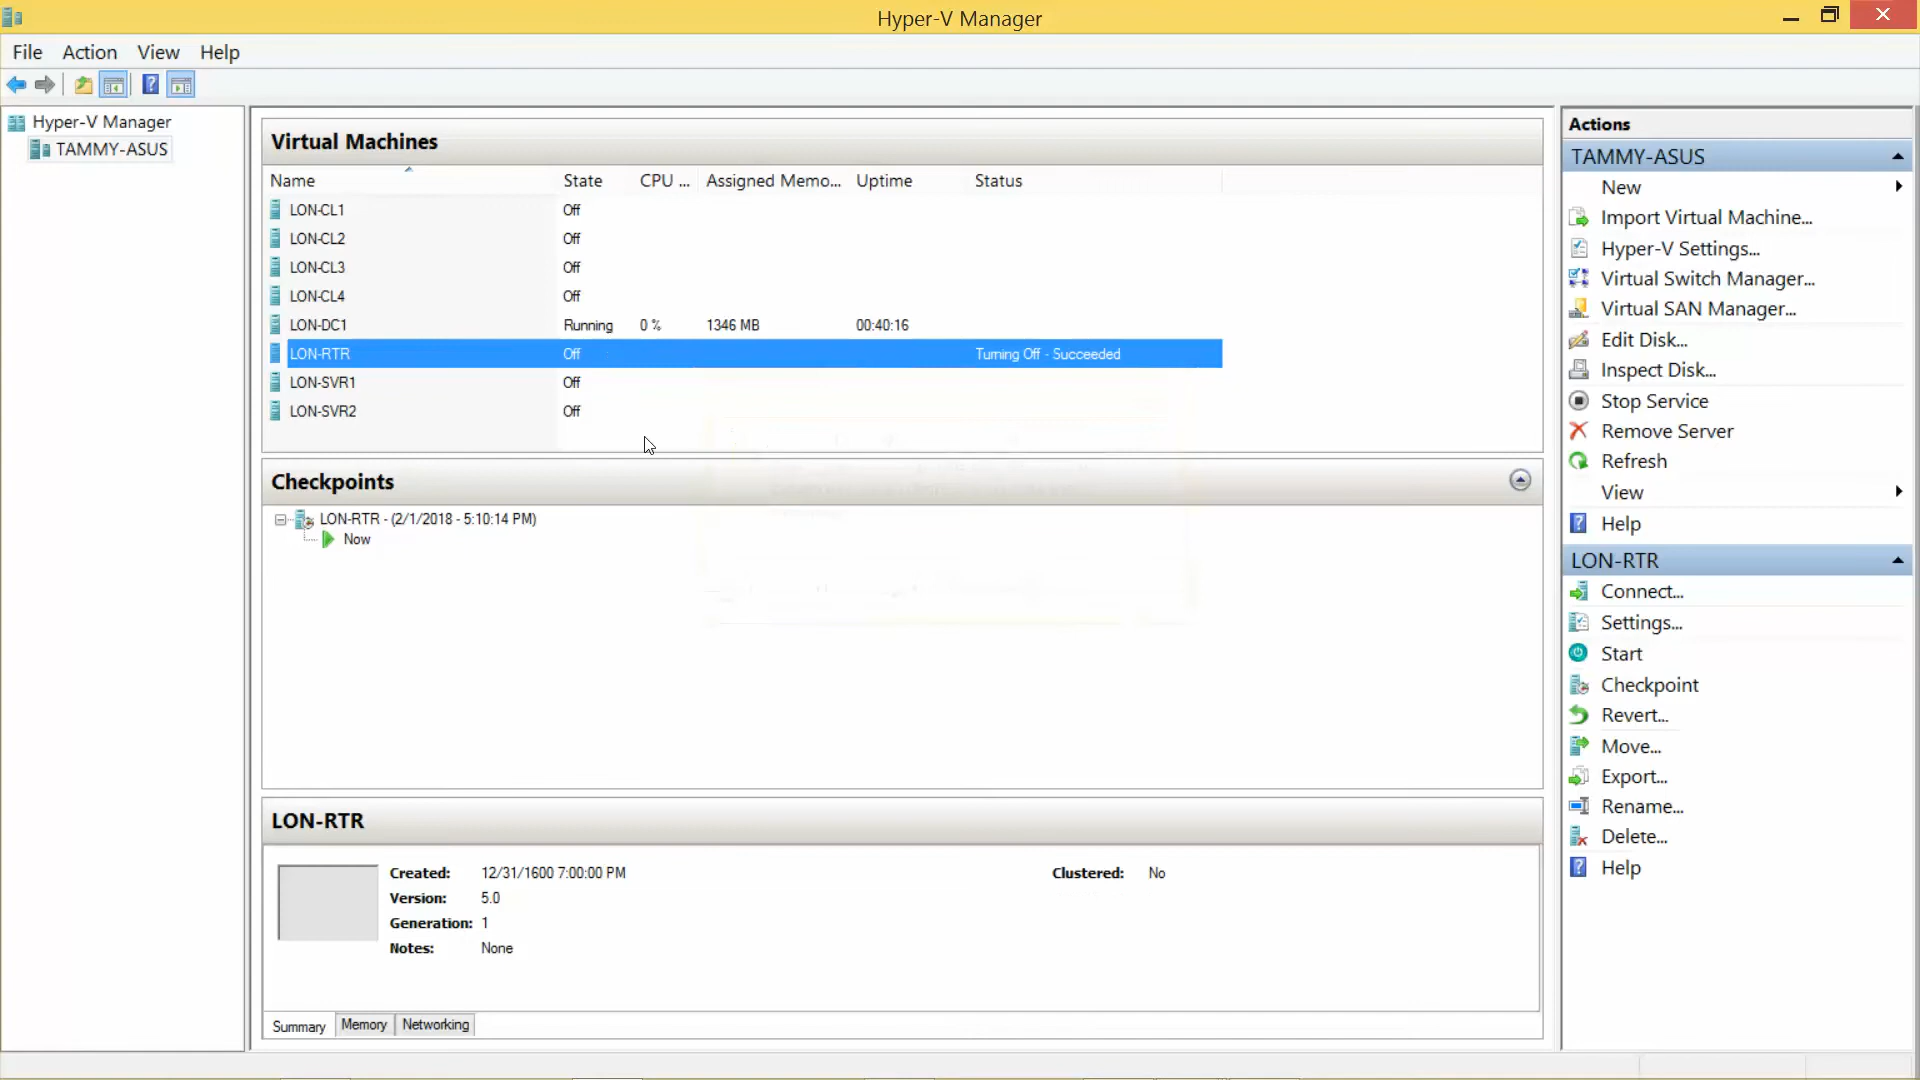 Hyper-V Manager
File Action View Help
Hyper-V Manager
TAMMY-ASUS
Virtual Machines
Name State CPU ... Assigned Memo... Uptime Status
LON-CL1 Off
LON-CL2 Off
LON-CL3 Off
LON-CL4 Off
LON-DC1 Running 0 % 1346 MB 00:40:16
LON-RTR Off Turning Off - Succeeded
LON-SVR1 Off
LON-SVR2 Off
Checkpoints
LON-RTR - (2/1/2018 - 5:10:14 PM)
Now
LON-RTR
Created: 12/31/1600 7:00:00 PM Clustered: No
Version: 5.0
Generation: 1
Notes: None
Summary Memory Networking
Actions
TAMMY-ASUS
New
Import Virtual Machine...
Hyper-V Settings...
Virtual Switch Manager...
Virtual SAN Manager...
Edit Disk...
Inspect Disk...
Stop Service
Remove Server
Refresh
View
Help
LON-RTR
Connect...
Settings...
Start
Checkpoint
Revert...
Move...
Export...
Rename...
Delete...
Help